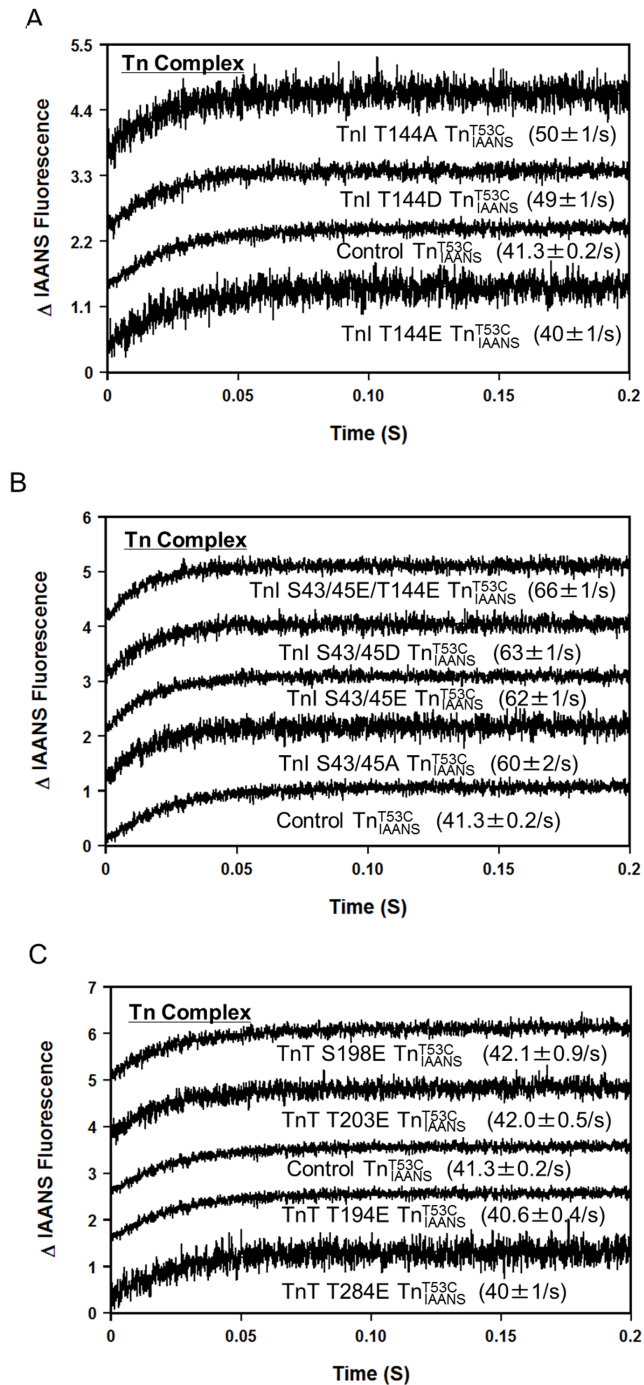 A
Tn Complex
5.5
4.4
3.3
2.2
1.1
0
Δ IAANS Fluorescence
TnI T144A Tn T53C IAANS (50±1/s)
TnI T144D Tn T53C IAANS (49±1/s)
Control Tn T53C IAANS (41.3±0.2/s)
TnI T144E Tn T53C IAANS (40±1/s)
0 0.05 0.10 0.15 0.2
Time (S)
B
Tn Complex
6
5
4
3
2
1
0
Δ IAANS Fluorescence
TnI S43/45E/T144E Tn T53C IAANS (66±1/s)
TnI S43/45D Tn T53C IAANS (63±1/s)
TnI S43/45E Tn T53C IAANS (62±1/s)
TnI S43/45A Tn T53C IAANS (60±2/s)
Control Tn T53C IAANS (41.3±0.2/s)
0 0.05 0.10 0.15 0.2
Time (S)
C
Tn Complex
7
6
5
4
3
2
1
0
Δ IAANS Fluorescence
TnT S198E Tn T53C IAANS (42.1±0.9/s)
TnT T203E Tn T53C IAANS (42.0±0.5/s)
Control Tn T53C IAANS (41.3±0.2/s)
TnT T194E Tn T53C IAANS (40.6±0.4/s)
TnT T284E Tn T53C IAANS (40±1/s)
0 0.05 0.10 0.15 0.2
Time (S)